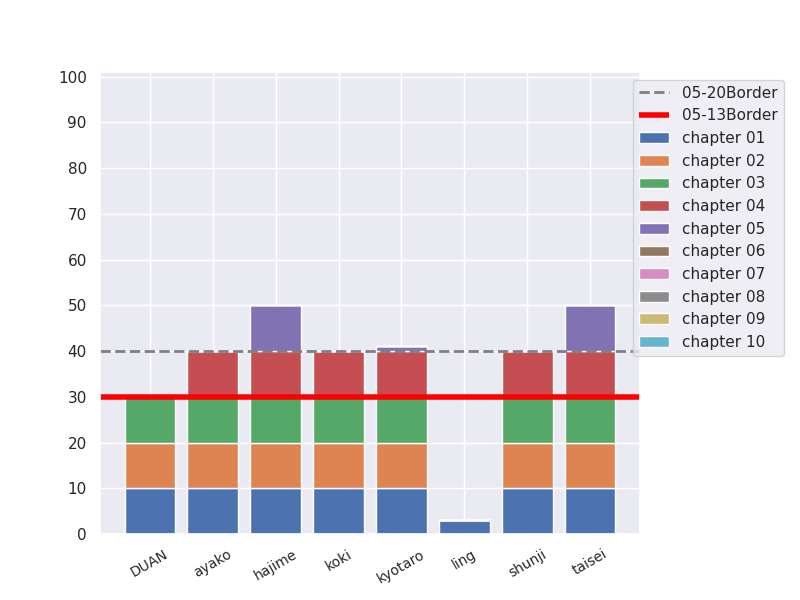 100
90
80
70
60
50
40
30
20
10
0
DUAN
ayako
hajime
koki
kyotaro
ling
shunji
taisei
05-20Border
05-13Border
chapter 01
chapter 02
chapter 03
chapter 04
chapter 05
chapter 06
chapter 07
chapter 08
chapter 09
chapter 10